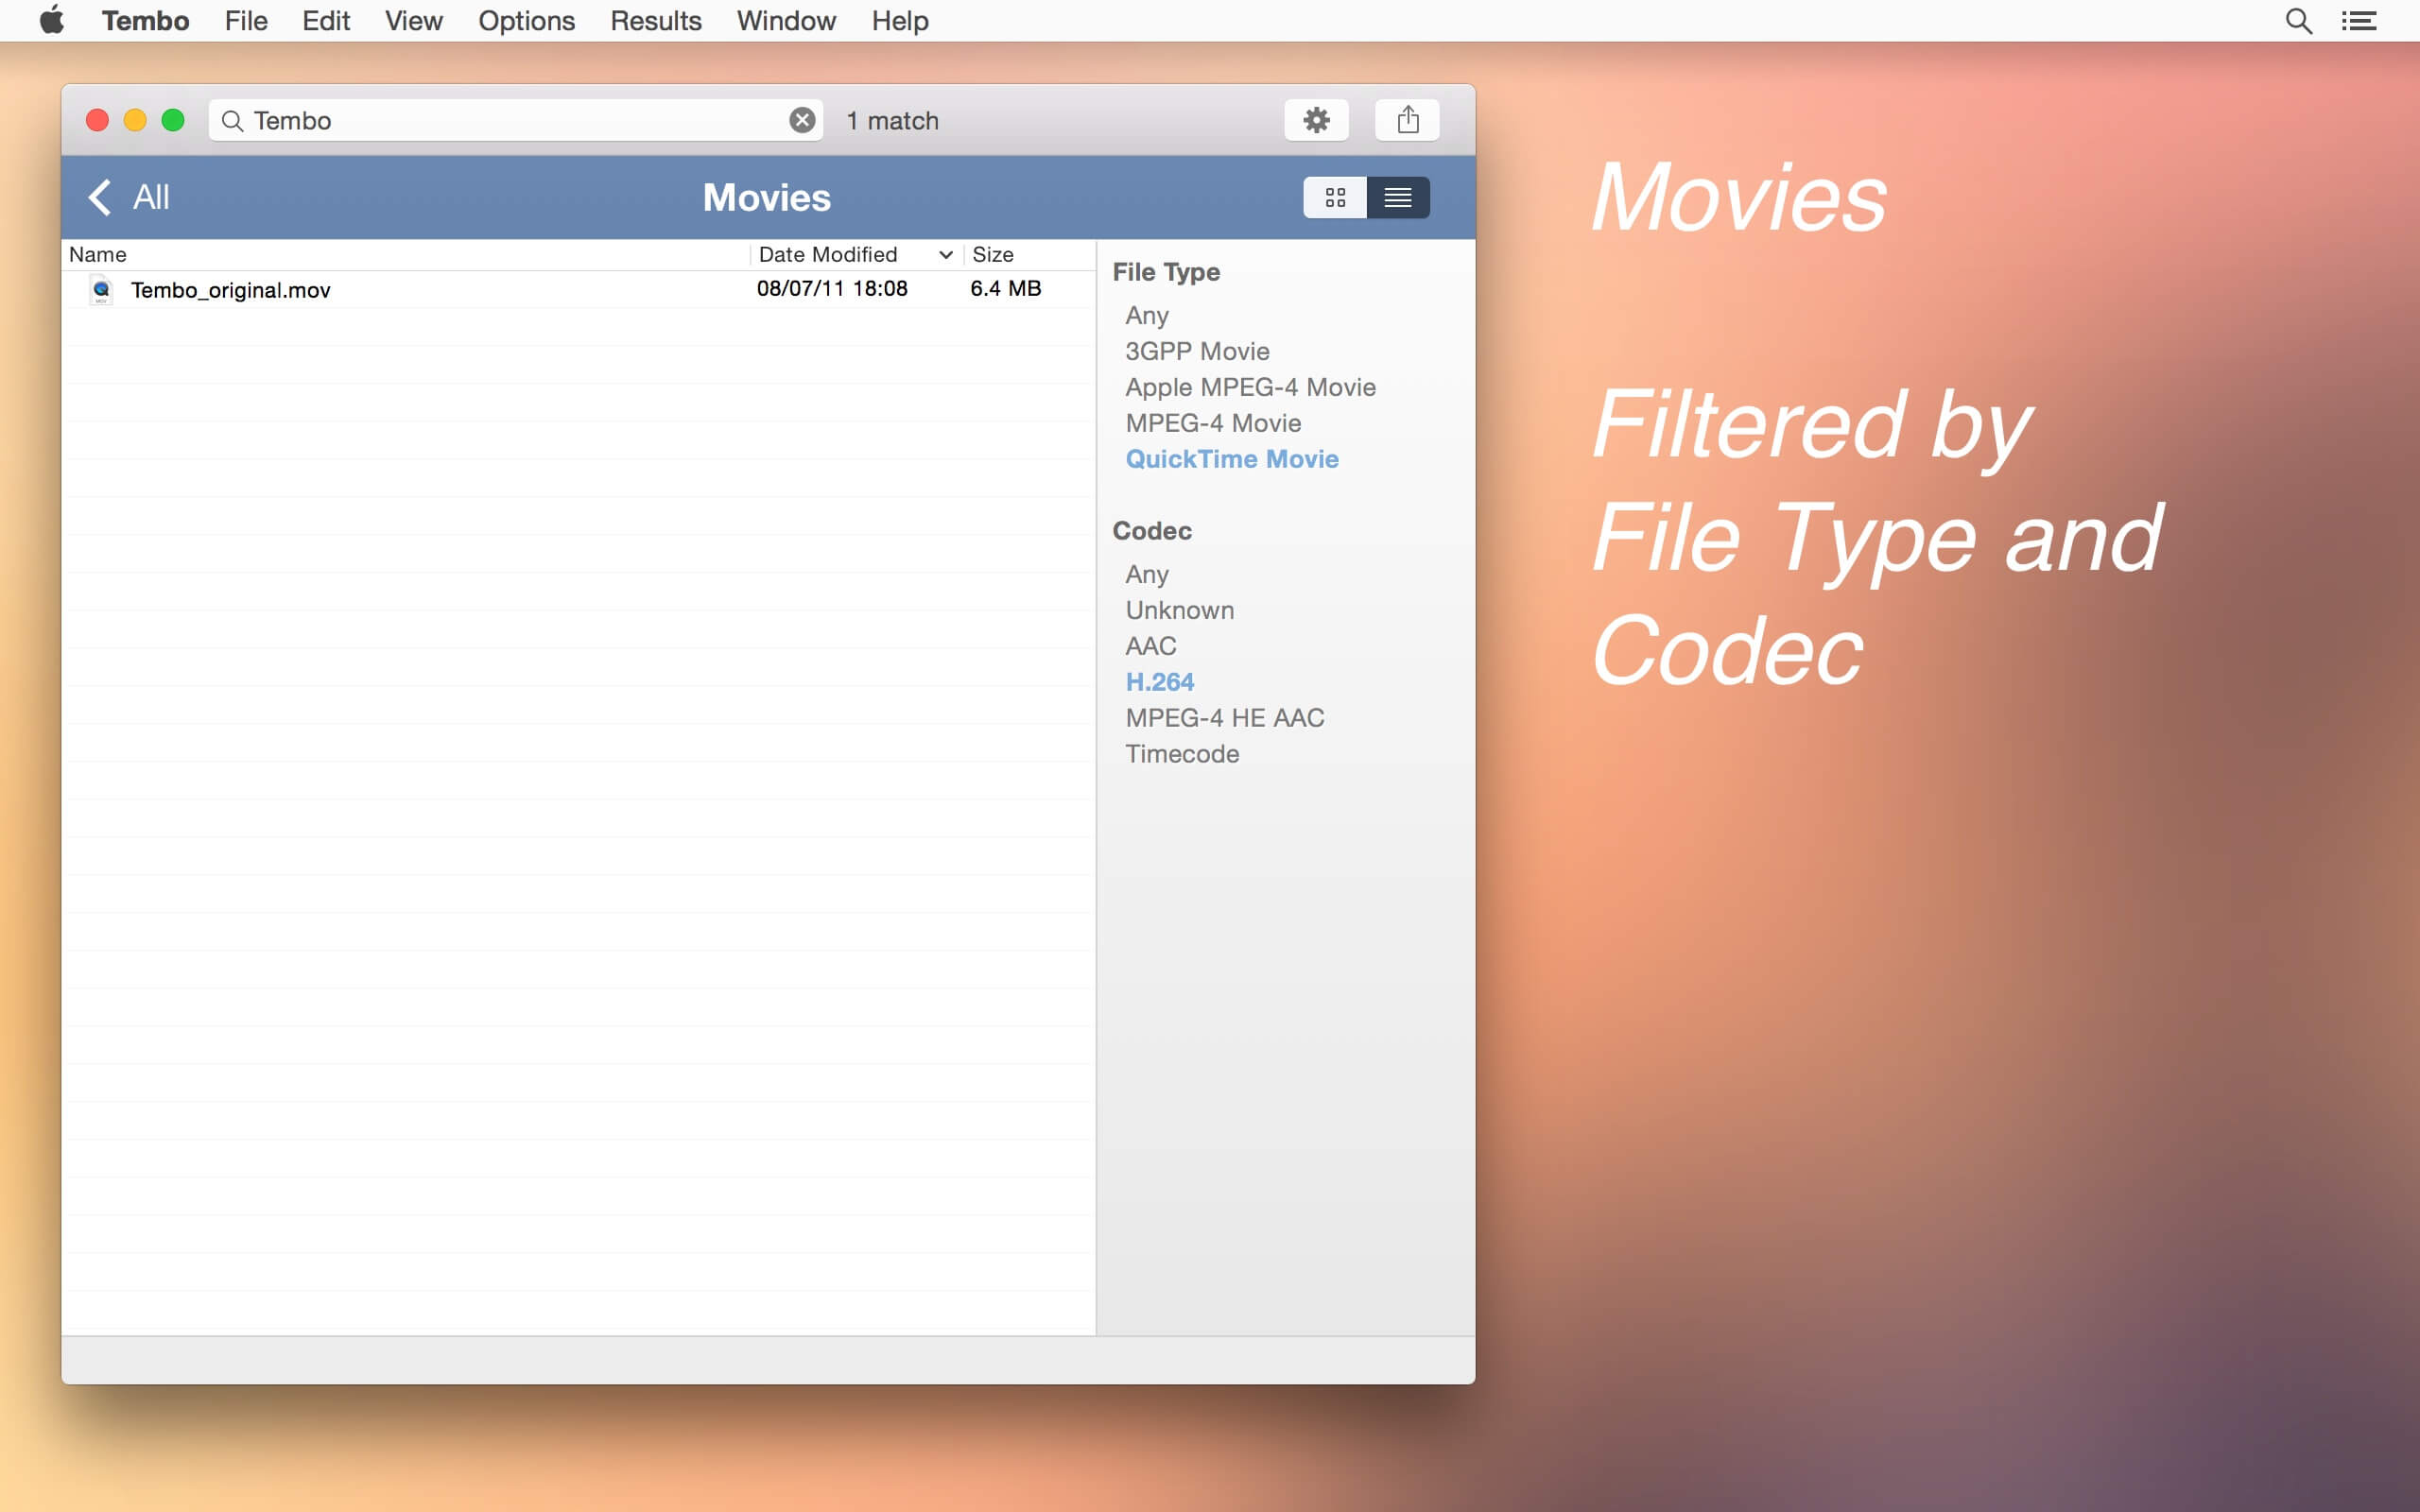 Tembo File Edit View Options Results Window Help
Tembo 1 match
All Movies
Name Date Modified Size
Tembo_original.mov 08/07/11 18:08 6.4 MB
File Type
Any
3GPP Movie
Apple MPEG-4 Movie
MPEG-4 Movie
QuickTime Movie
Codec
Any
Unknown
AAC
H.264
MPEG-4 HE AAC
Timecode
Movies
Filtered by
File Type and
Codec